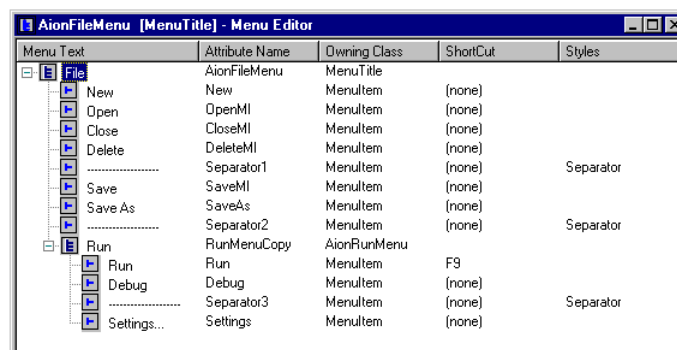 AionFileMenu [MenuTitle] - Menu Editor
Menu Text Attribute Name Owning Class ShortCut Styles
File AionFileMenu MenuTitle
New New MenuItem (none)
Open OpenMI MenuItem (none)
Close CloseMI MenuItem (none)
Delete DeleteMI MenuItem (none)
-------------------- Separator1 MenuItem (none) Separator
Save SaveMI MenuItem (none)
Save As SaveAs MenuItem (none)
-------------------- Separator2 MenuItem (none) Separator
Run RunMenuCopy AionRunMenu
Run Run MenuItem F9
Debug Debug MenuItem (none)
-------------------- Separator3 MenuItem (none) Separator
Settings... Settings MenuItem (none)